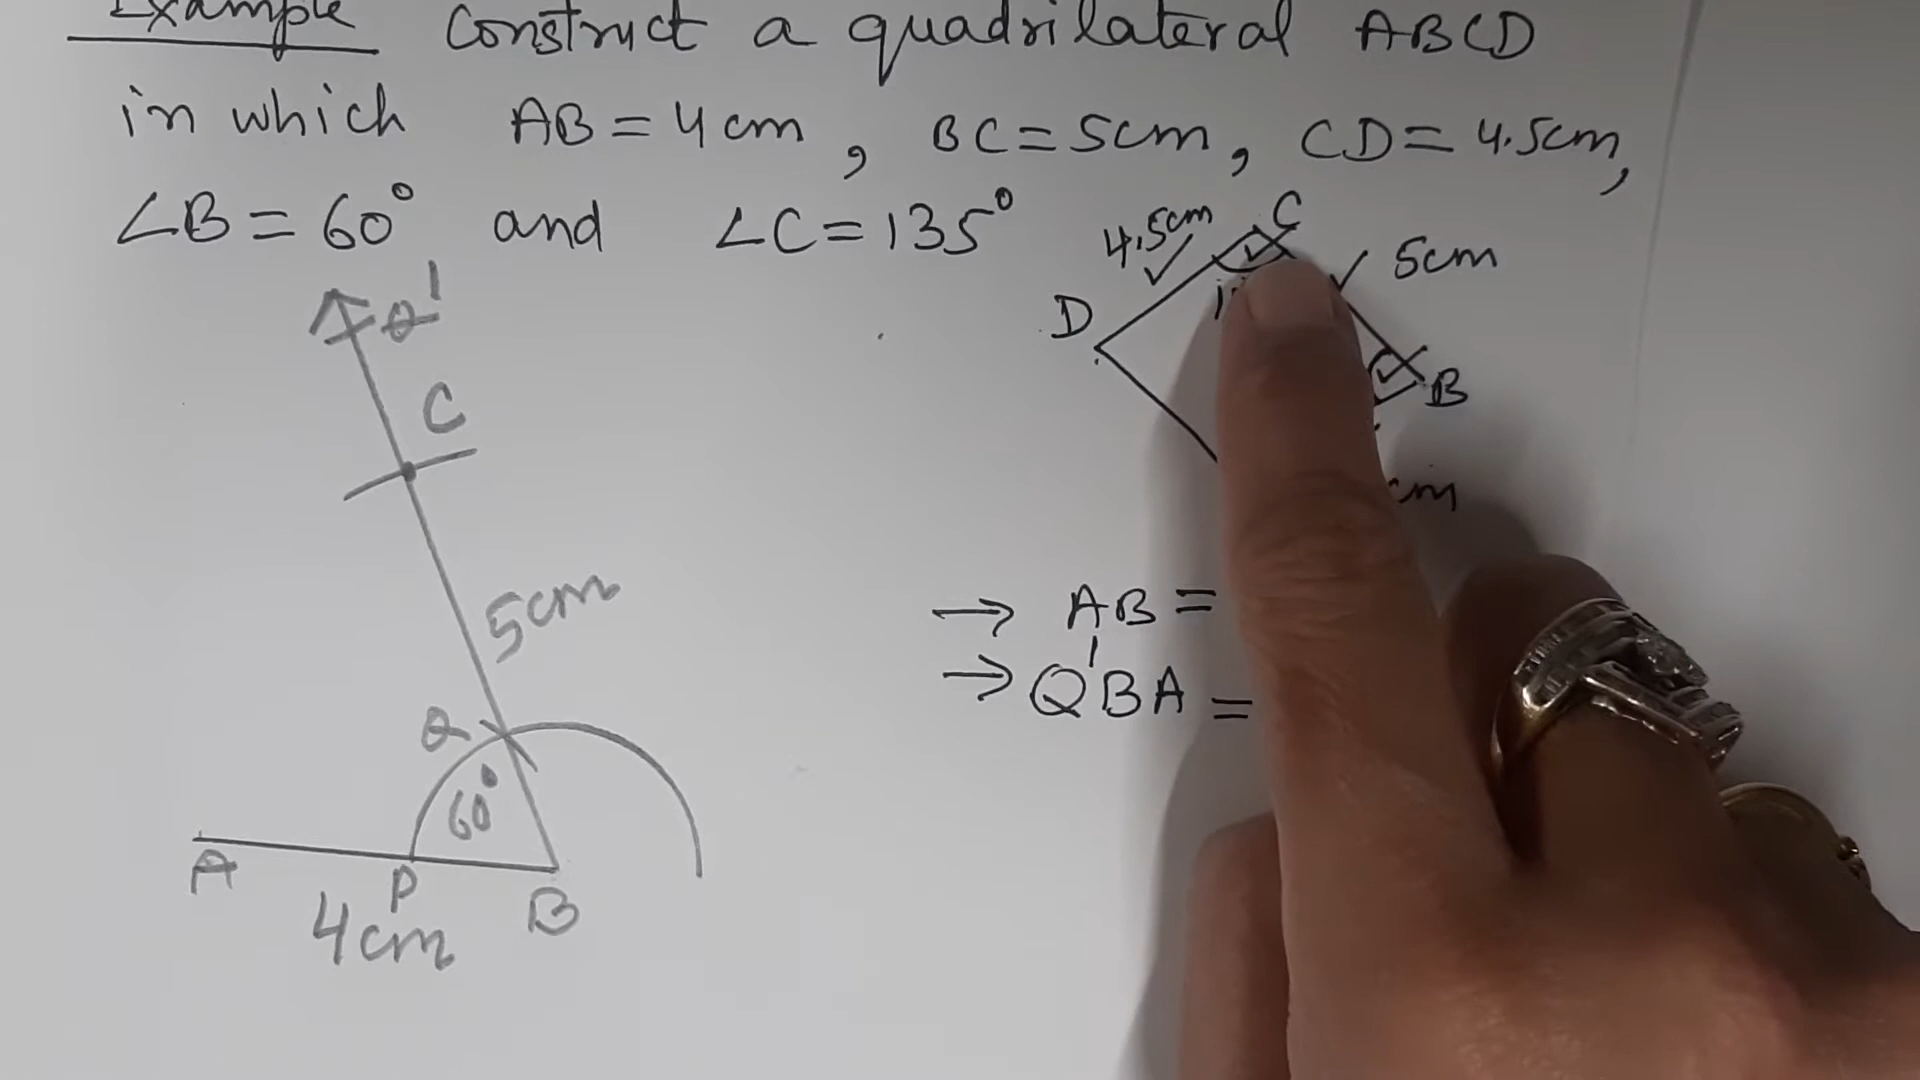 Example Construct a quadrilateral ABCD
in which AB = 4cm, BC = 5cm, CD = 4.5cm,
∠B = 60° and ∠C = 135°
4.5cm
C
5cm
D
B
cm
Q'
C
5cm
Q
60°
A
P
B
4cm
→ AB =
→ Q'BA =